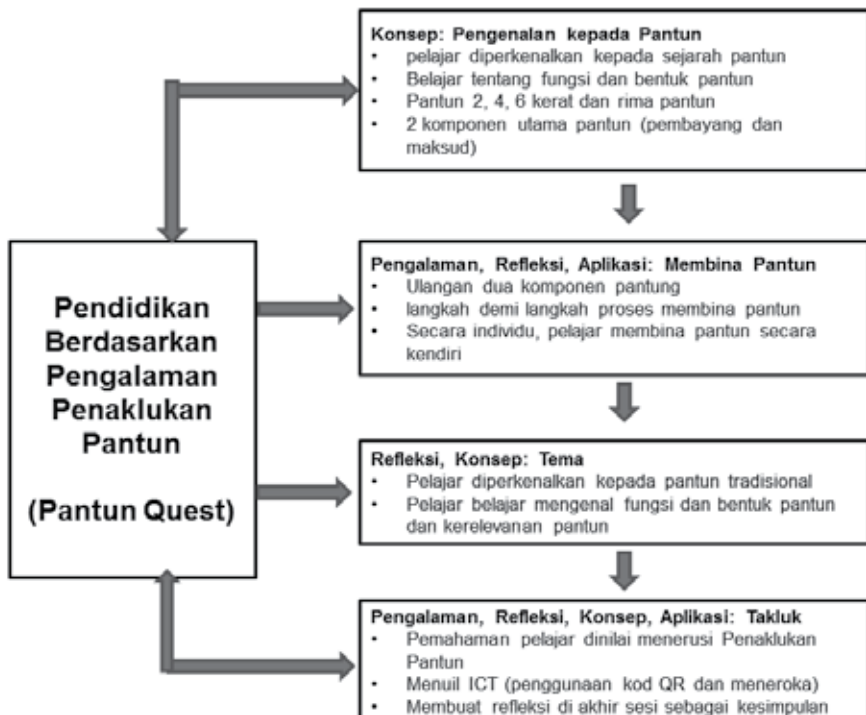 Konsep: Pengenalan kepada Pantun
• pelajar diperkenalkan kepada sejarah pantun
• Belajar tentang fungsi dan bentuk pantun
• Pantun 2, 4, 6 kerat dan rima pantun
• 2 komponen utama pantun (pembayang dan
maksud)
Pendidikan
Berdasarkan
Pengalaman
Penaklukan
Pantun
(Pantun Quest)
Pengalaman, Refleksi, Aplikasi: Membina Pantun
• Ulangan dua komponen pantung
• langkah demi langkah proses membina pantun
• Secara individu, pelajar membina pantun secara
kendiri
Refleksi, Konsep: Tema
• Pelajar diperkenalkan kepada pantun tradisional
• Pelajar belajar mengenal fungsi dan bentuk pantun
dan kerelevanan pantun
Pengalaman, Refleksi, Konsep, Aplikasi: Takluk
• Pemahaman pelajar dinilai menerusi Penaklukan
Pantun
• Menuil ICT (penggunaan kod QR dan meneroka)
• Membuat refleksi di akhir sesi sebagai kesimpulan